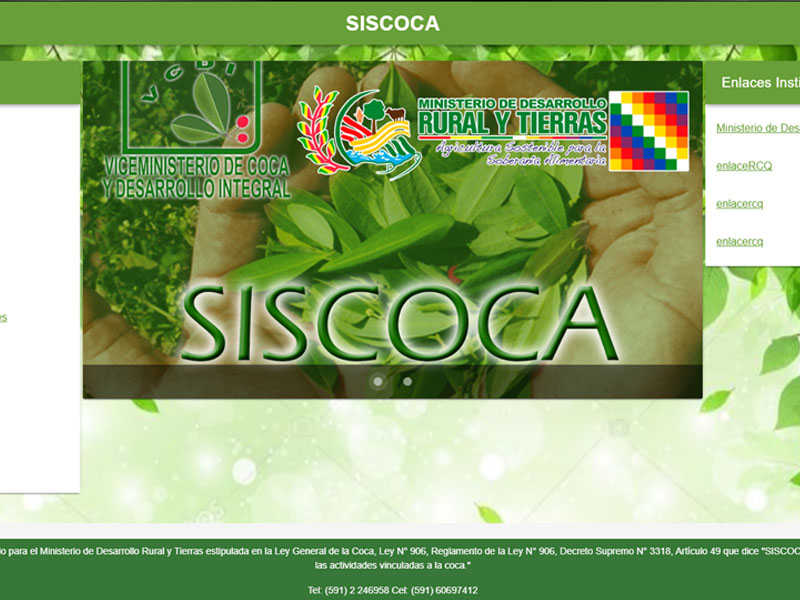 SISCOCA
VCDI
VICEMINISTERIO DE COCA
Y DESARROLLO INTEGRAL
MINISTERIO DE DESARROLLO
RURAL Y TIERRAS
Agricultura Sostenible para la
Soberanía Alimentaria
SISCOCA
Enlaces Insti
Ministerio de Des
enlaceRCQ
enlacercq
enlacercq
es
io para el Ministerio de Desarrollo Rural y Tierras estipulada en la Ley General de la Coca, Ley N° 906, Reglamento de la Ley N° 906, Decreto Supremo N° 3318, Artículo 49 que dice "SISCOC
las actividades vinculadas a la coca."
Tel: (591) 2 246958 Cel: (591) 60697412